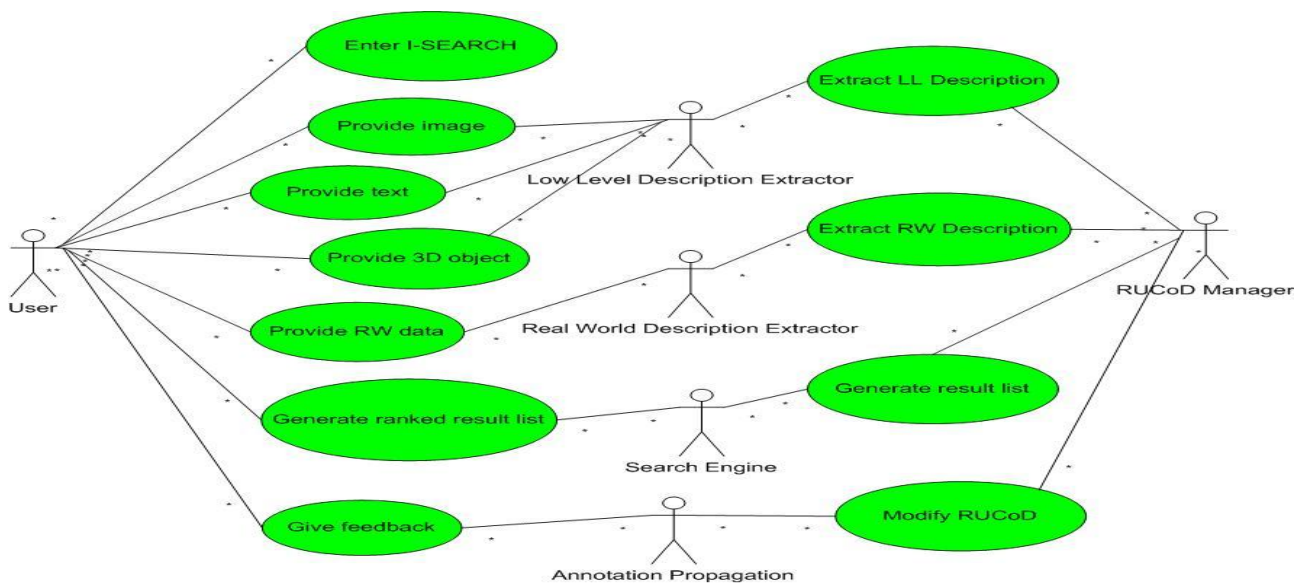 Enter I-SEARCH
Provide image
Provide text
Provide 3D object
Provide RW data
Generate ranked result list
Give feedback
User
Low Level Description Extractor
Real World Description Extractor
Search Engine
Annotation Propagation
Extract LL Description
Extract RW Description
Generate result list
Modify RUCoD
RUCoD Manager